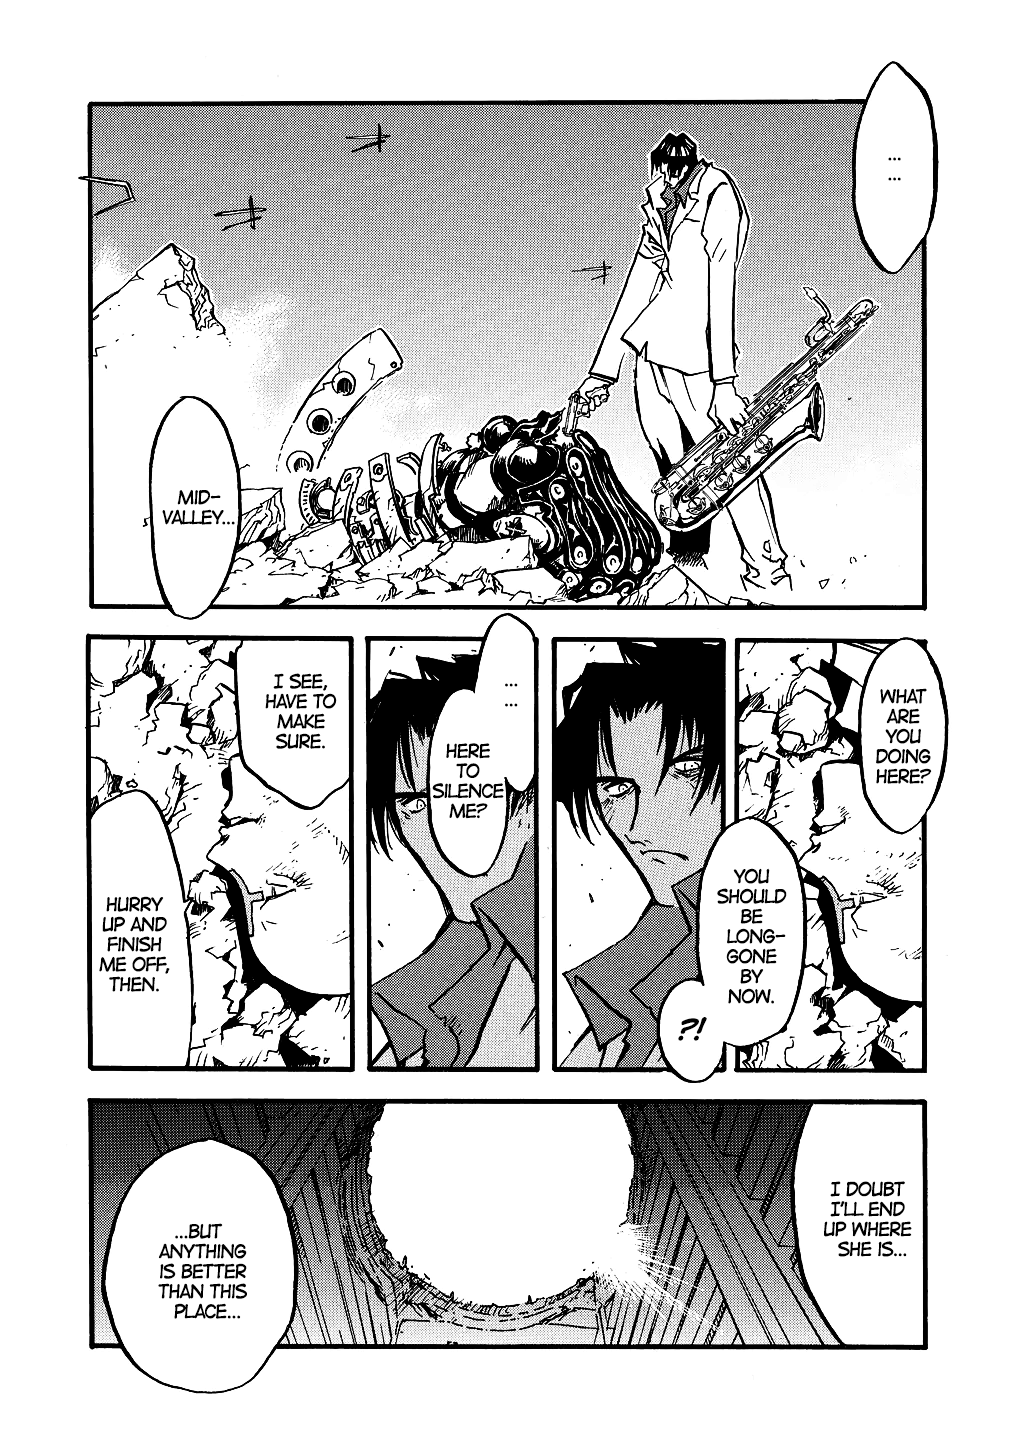 ...
...
MID-
VALLEY...
WHAT
ARE
YOU
DOING
HERE?
YOU
SHOULD
BE
LONG-
GONE
BY
NOW.
?!
...
...
HERE
TO
SILENCE
ME?
I SEE,
HAVE TO
MAKE
SURE.
HURRY
UP AND
FINISH
ME OFF,
THEN.
I DOUBT
I'LL END
UP WHERE
SHE IS...
...BUT
ANYTHING
IS BETTER
THAN THIS
PLACE...